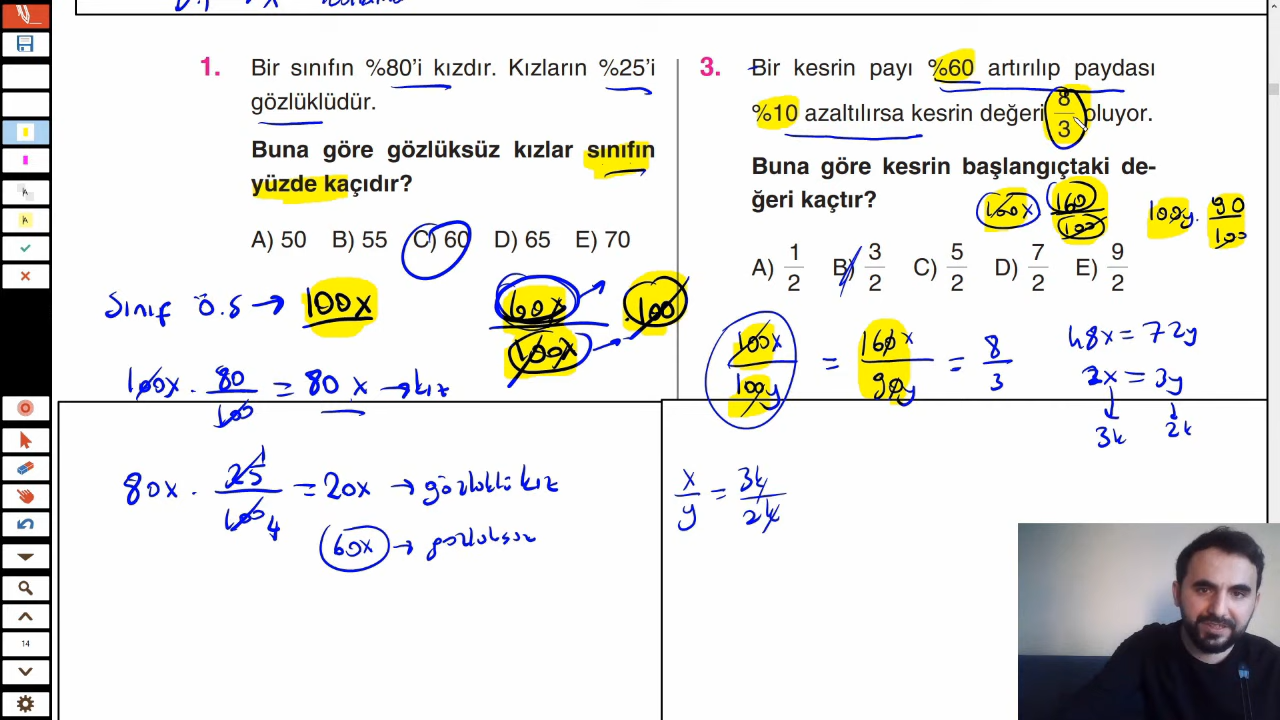 1. Bir sınıfın %80'i kızdır. Kızların %25'i
gözlüklüdür.
Buna göre gözlüksüz kızlar sınıfın
yüzde kaçıdır?
A) 50 B) 55 C) 60 D) 65 E) 70
Sınıf Ö.S → 100x
60x / 100x . 100
100x . 80/100 = 80x → kız
80x . 25/100 = 20x → gözlüklü kız
1
4
60x → gözlüksüz
3. Bir kesrin payı %60 artırılıp paydası
%10 azaltılırsa kesrin değeri 8/3 oluyor.
Buna göre kesrin başlangıçtaki de-
ğeri kaçtır?
100x 160/100 100y. 90/100
A) 1/2 B) 3/2 C) 5/2 D) 7/2 E) 9/2
100x/100y = 160x/90y = 8/3
48x = 72y
2x = 3y
3k 2k
x/y = 3k/2k
14